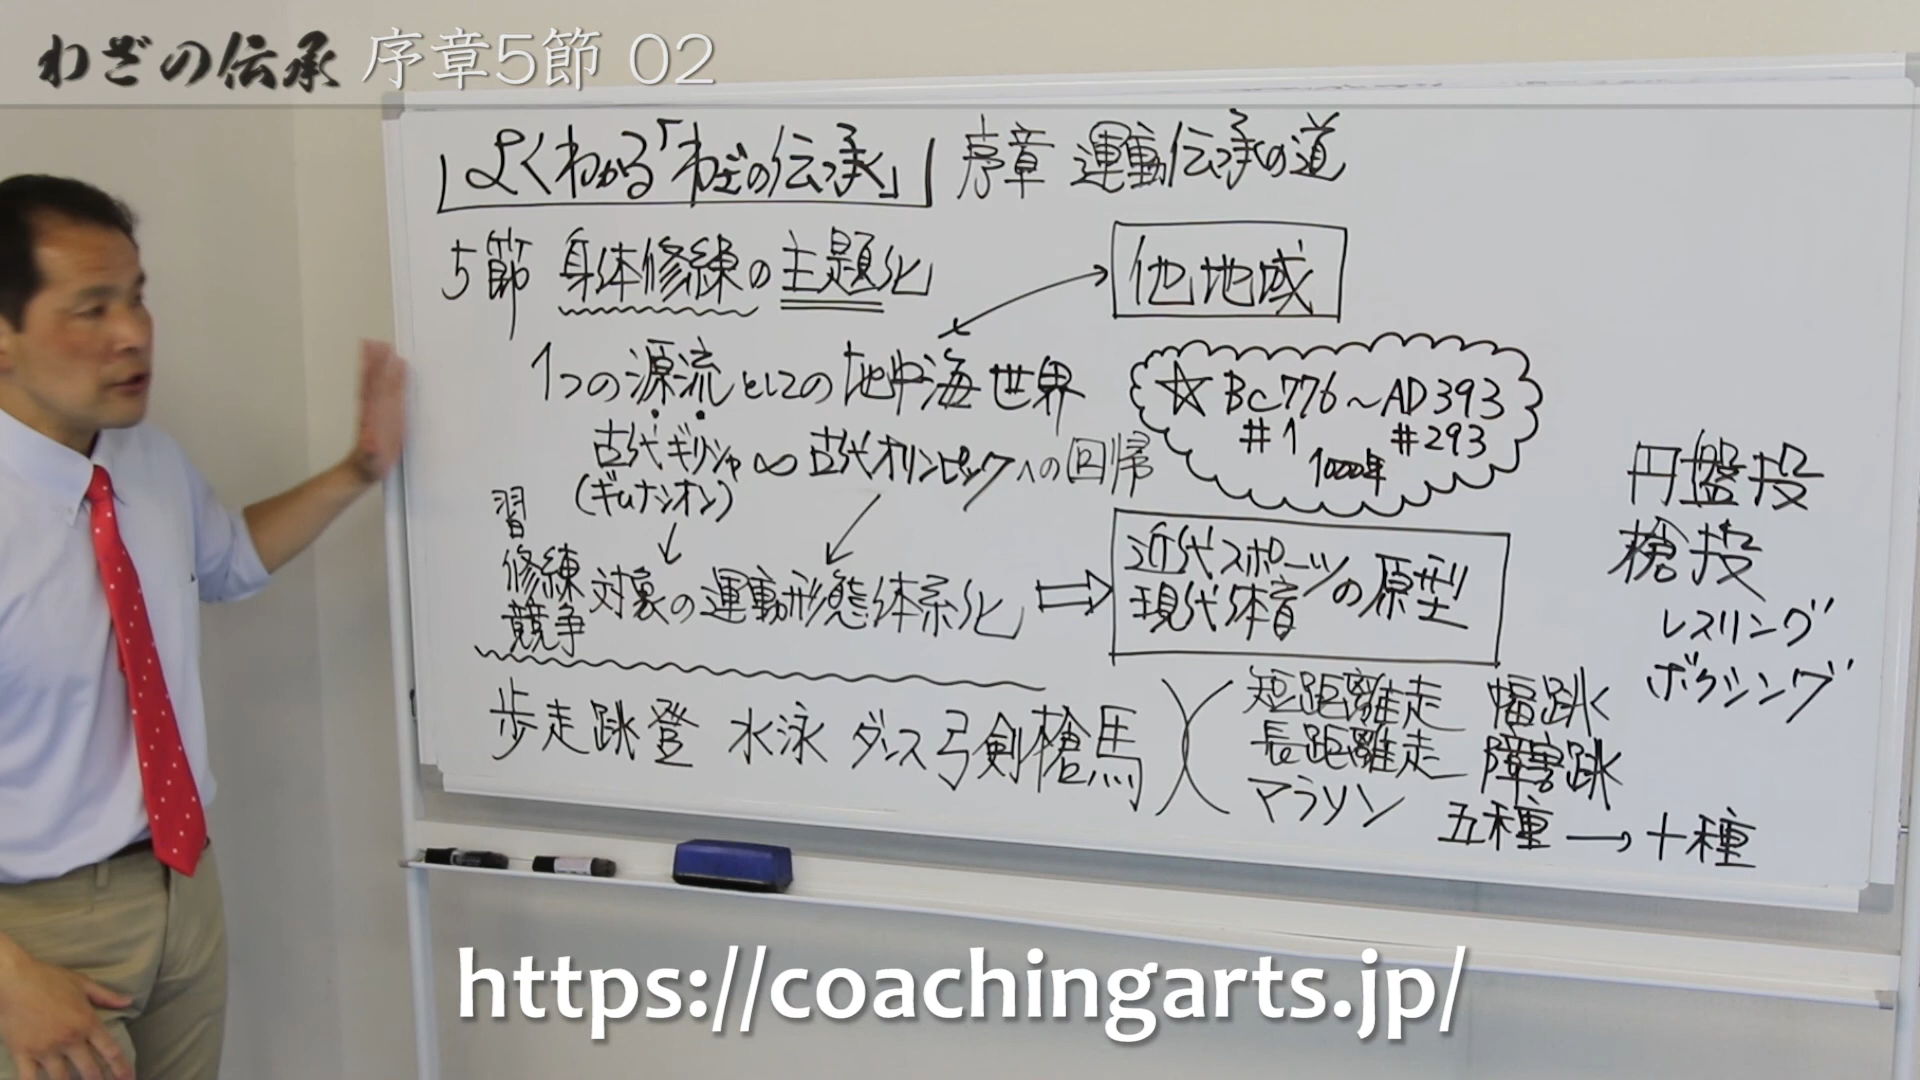 わざの伝承 序章5節 02
よくわかる「わざの伝承」 序章 運動伝承の道
5節 身体修練の主題化
他地域
1つの源流としての地中海世界
☆ BC776～AD393
#1 #293
1000年
古代ギリシャ∞古代オリンピックへの回帰
(ギムナシオン)
習
修練
競争
対象の運動形態体系化 ⇒
近代スポーツ
現代体育
の原型
円盤投
槍投
レスリング
ボクシング
歩走跳登 水泳 ダンス弓剣槍馬
短距離走 幅跳
長距離走 障害跳
マラソン 五種→十種
https://coachingarts.jp/